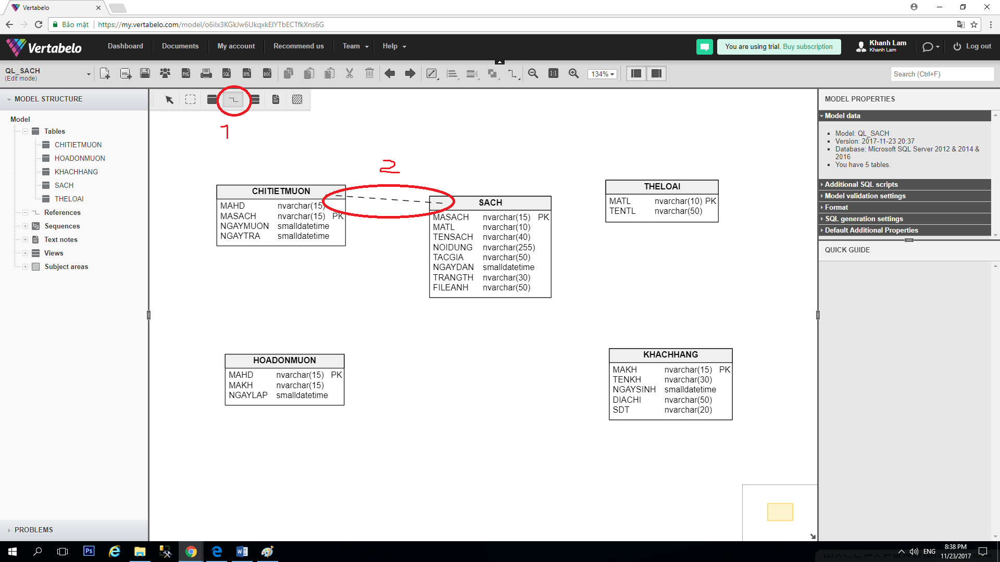 Vertabelo
Bảo mật
https://my.vertabelo.com/model/o6ilx3KGkJw6UkqxkElYTbECTfkXns6G
Vertabelo
Dashboard
Documents
My account
Recommend us
Team
Help
You are using trial. Buy subscription
Khanh Lam
Khanh Lam
Log out
QL_SACH
(Edit mode)
DDL
PNG
SQL
XML
DOC
1:1
134%
Search (Ctrl+F)
MODEL STRUCTURE
Model
Tables
CHITIETMUON
HOADONMUON
KHACHHANG
SACH
THELOAI
References
Sequences
Text notes
Views
Subject areas
PROBLEMS
1
2
CHITIETMUON
MAHD nvarchar(15)
MASACH nvarchar(15) PK
NGAYMUON smalldatetime
NGAYTRA smalldatetime
SACH
MASACH nvarchar(15) PK
MATL nvarchar(10)
TENSACH nvarchar(40)
NOIDUNG nvarchar(255)
TACGIA nvarchar(50)
NGAYDAN smalldatetime
TRANGTH nvarchar(30)
FILEANH nvarchar(50)
THELOAI
MATL nvarchar(10) PK
TENTL nvarchar(50)
HOADONMUON
MAHD nvarchar(15) PK
MAKH nvarchar(15)
NGAYLAP smalldatetime
KHACHHANG
MAKH nvarchar(15) PK
TENKH nvarchar(30)
NGAYSINH smalldatetime
DIACHI nvarchar(50)
SDT nvarchar(20)
MODEL PROPERTIES
Model data
Model: QL_SACH
Version: 2017-11-23 20:37
Database: Microsoft SQL Server 2012 & 2014 &
2016
You have 5 tables.
Additional SQL scripts
Model validation settings
Format
SQL generation settings
Default Additional Properties
QUICK GUIDE
Ps
ENG
8:38 PM
11/23/2017